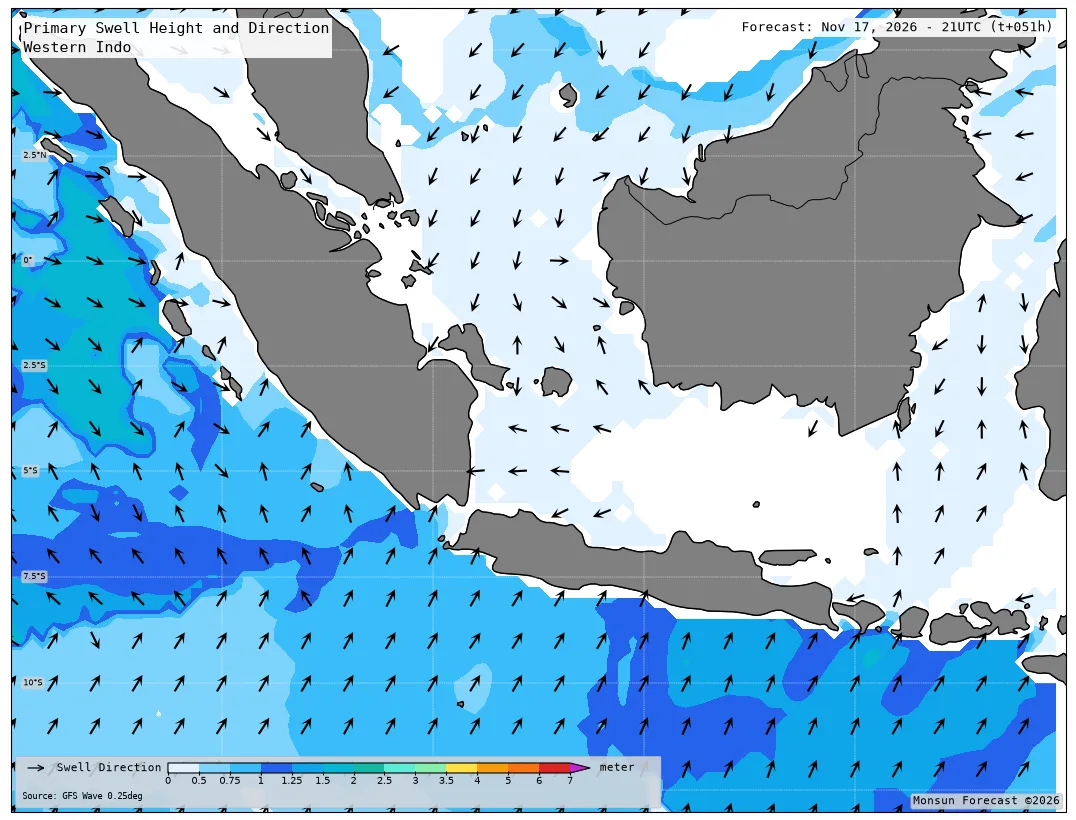 Primary Swell Height and Direction
Western Indo
Forecast: Nov 17, 2026 - 21UTC (t+051h)
2.5°N
0°
2.5°S
5°S
7.5°S
10°S
Swell Direction
0 0.5 0.75 1 1.25 1.5 2 2.5 3 3.5 4 5 6 7
meter
Source: GFS Wave 0.25deg
Monsun Forecast ©2026